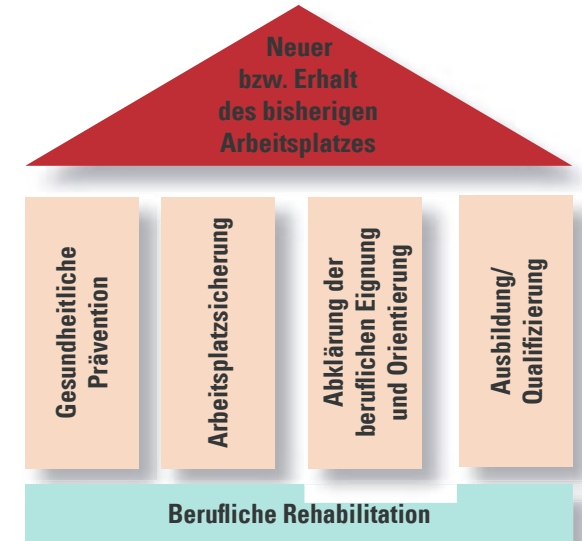 Neuer
bzw. Erhalt
des bisherigen
Arbeitsplatzes
Gesundheitliche
Prävention
Arbeitsplatzsicherung
Abklärung der
beruflichen Eignung
und Orientierung
Ausbildung/
Qualifizierung
Berufliche Rehabilitation